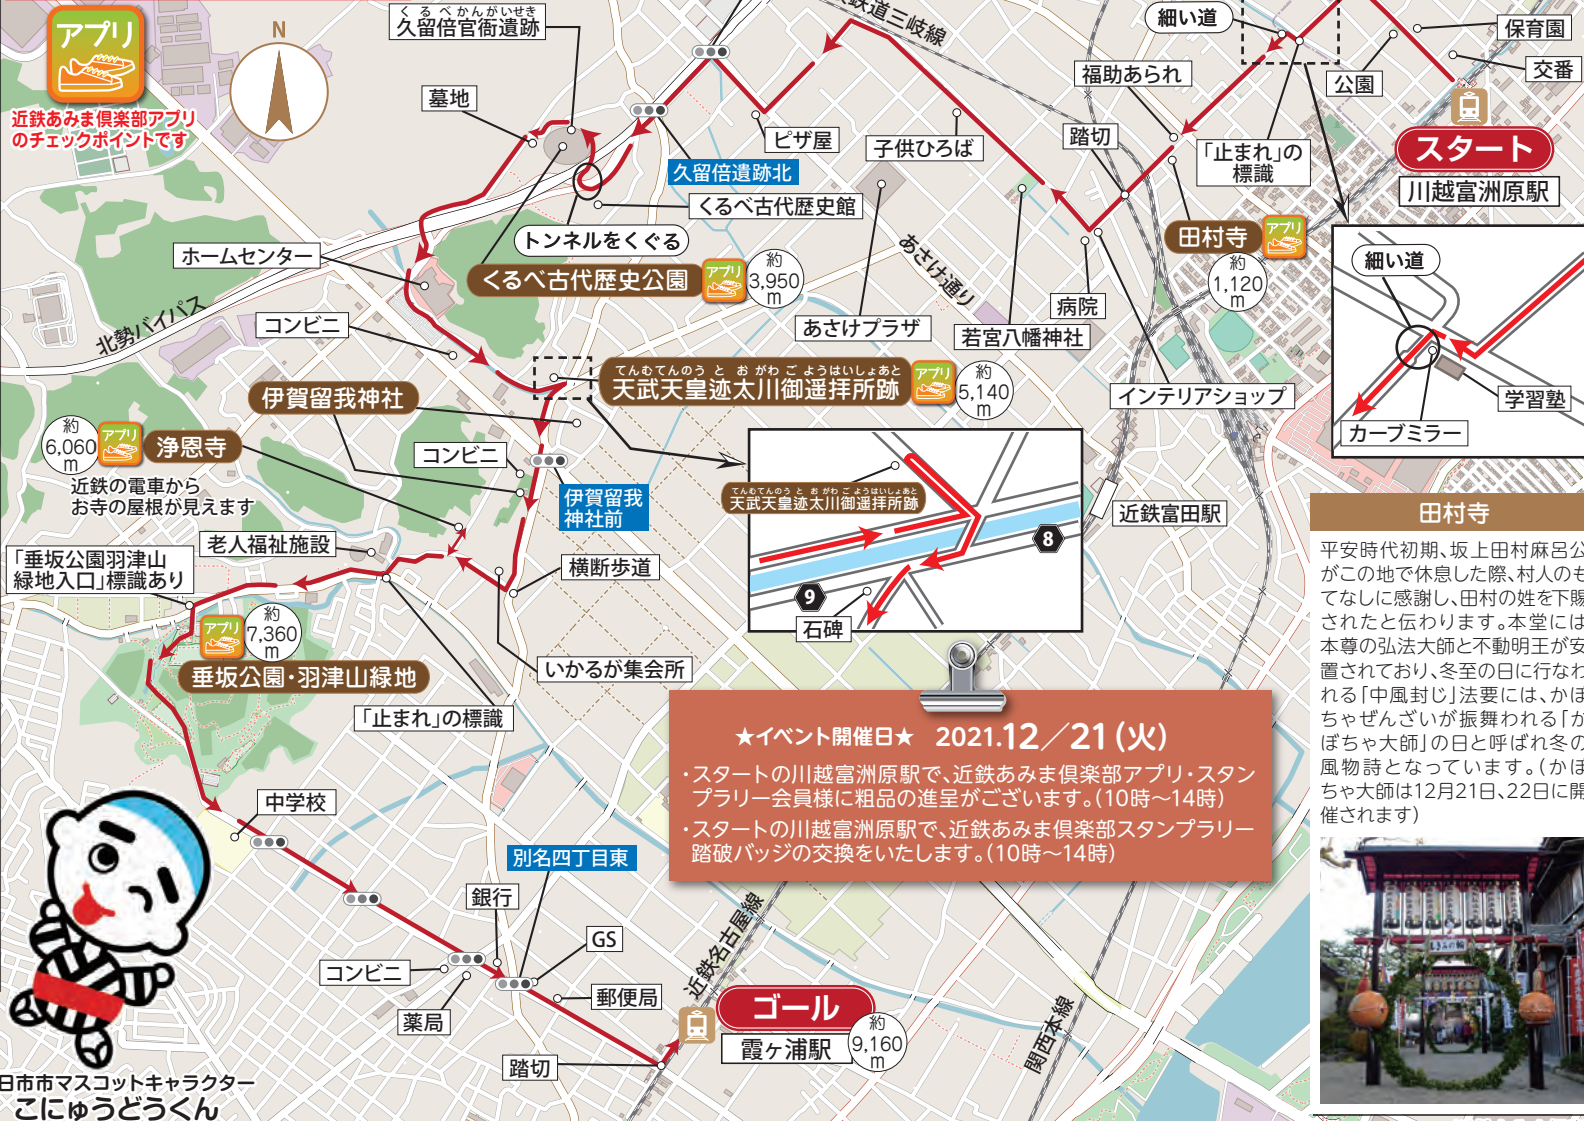 アプリ
近鉄あみま倶楽部アプリ
のチェックポイントです
N
くるべかんがいせき
久留倍官衙遺跡
墓地
鉄道三岐線
細い道
保育園
交番
公園
福助あられ
踏切
「止まれ」の
標識
スタート
川越富洲原駅
ピザ屋
子供ひろば
久留倍遺跡北
くるべ古代歴史館
トンネルをくぐる
くるべ古代歴史公園
アプリ
約
3,950
m
田村寺
アプリ
約
1,120
m
あさけ通り
あさけプラザ
若宮八幡神社
病院
インテリアショップ
ホームセンター
北勢バイパス
コンビニ
てんむてんのう と お がわ ご ようはいしょあと
天武天皇迹太川御遥拝所跡
アプリ
約
5,140
m
細い道
学習塾
カーブミラー
伊賀留我神社
約
6,060
m
アプリ
浄恩寺
近鉄の電車から
お寺の屋根が見えます
コンビニ
伊賀留我
神社前
てんむてんのう と お がわ ご ようはいしょあと
天武天皇迹太川御遥拝所跡
8
9
石碑
近鉄富田駅
老人福祉施設
「垂坂公園羽津山
緑地入口」標識あり
横断歩道
いかるが集会所
アプリ
約
7,360
m
垂坂公園・羽津山緑地
「止まれ」の標識
田村寺
平安時代初期、坂上田村麻呂公
がこの地で休息した際、村人のも
てなしに感謝し、田村の姓を下賜
されたと伝わります。本堂には
本尊の弘法大師と不動明王が安
置されており、冬至の日に行なわ
れる「中風封じ」法要には、かぼ
ちゃぜんざいが振舞われる「か
ぼちゃ大師」の日と呼ばれ冬の
風物詩となっています。(かぼ
ちゃ大師は12月21日、22日に開
催されます)
★イベント開催日★ 2021.12/21(火)
・スタートの川越富洲原駅で、近鉄あみま倶楽部アプリ・スタン
プラリー会員様に粗品の進呈がございます。(10時〜14時)
・スタートの川越富洲原駅で、近鉄あみま倶楽部スタンプラリー
踏破バッジの交換をいたします。(10時〜14時)
中学校
別名四丁目東
銀行
GS
コンビニ
薬局
郵便局
踏切
近鉄名古屋線
ゴール
霞ヶ浦駅
約
9,160
m
関西本線
日市市マスコットキャラクター
こにゅうどうくん